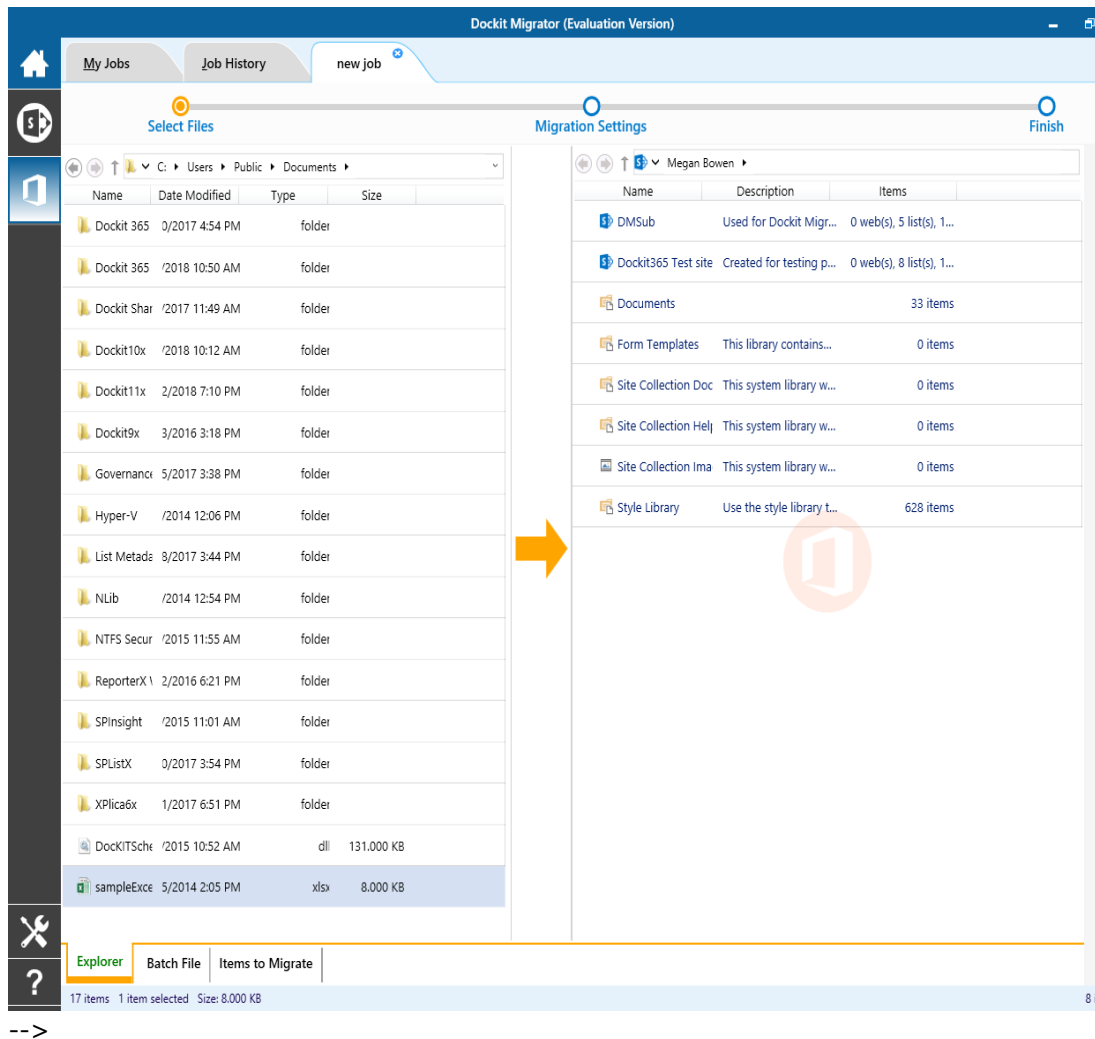 Dockit Migrator (Evaluation Version)
My Jobs Job History new job
Select Files Migration Settings Finish
C: Users Public Documents
Name Date Modified Type Size
Dockit 365 0/2017 4:54 PM folder
Dockit 365 /2018 10:50 AM folder
Dockit Shar /2017 11:49 AM folder
Dockit10x /2018 10:12 AM folder
Dockit11x 2/2018 7:10 PM folder
Dockit9x 3/2016 3:18 PM folder
Governance 5/2017 3:38 PM folder
Hyper-V /2014 12:06 PM folder
List Metada 8/2017 3:44 PM folder
NLib /2014 12:54 PM folder
NTFS Secur /2015 11:55 AM folder
ReporterX \ 2/2016 6:21 PM folder
SPInsight /2015 11:01 AM folder
SPListX 0/2017 3:54 PM folder
XPlica6x 1/2017 6:51 PM folder
DocKITSche /2015 10:52 AM dll 131.000 KB
sampleExce 5/2014 2:05 PM xlsx 8.000 KB
Megan Bowen
Name Description Items
DMSub Used for Dockit Migr... 0 web(s), 5 list(s), 1...
Dockit365 Test site Created for testing p... 0 web(s), 8 list(s), 1...
Documents 33 items
Form Templates This library contains... 0 items
Site Collection Doc This system library w... 0 items
Site Collection Help This system library w... 0 items
Site Collection Ima This system library w... 0 items
Style Library Use the style library t... 628 items
Explorer Batch File Items to Migrate
17 items 1 item selected Size: 8.000 KB 8 i
-->